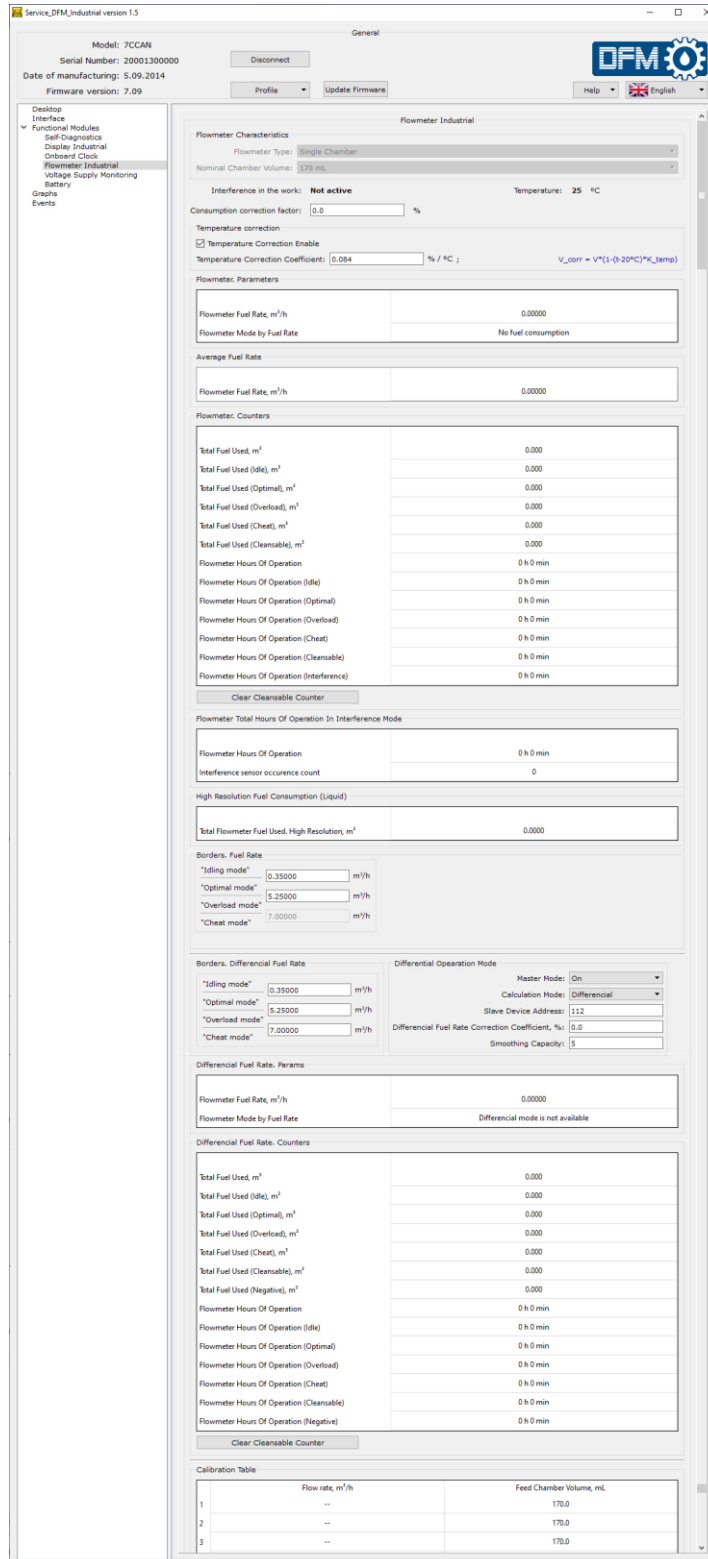 Service_DFM_Industrial version 1.5
General
Model: 7CCAN
Serial Number: 20001300000
Disconnect
Date of manufacturing: 5.09.2014
Firmware version: 7.09
Profile
Update Firmware
DFM
Help
English
Desktop
Interface
Functional Modules
Self-Diagnostics
Display Industrial
Onboard Clock
Flowmeter Industrial
Voltage Supply Monitoring
Battery
Graphs
Events
Flowmeter Industrial
Flowmeter Characteristics
Flowmeter Type: Single Chamber
Nominal Chamber Volume: 170 mL
Interference in the work: Not active
Temperature: 25 ºC
Consumption correction factor: 0.0 %
Temperature correction
Temperature Correction Enable
Temperature Correction Coefficient: 0.084 % / ºC ;
V_corr = V*(1-(t-20ºC)*K_temp)
Flowmeter. Parameters
Flowmeter Fuel Rate, m³/h 0.00000
Flowmeter Mode by Fuel Rate No fuel consumption
Average Fuel Rate
Flowmeter Fuel Rate, m³/h 0.00000
Flowmeter. Counters
Total Fuel Used, m³ 0.000
Total Fuel Used (Idle), m³ 0.000
Total Fuel Used (Optimal), m³ 0.000
Total Fuel Used (Overload), m³ 0.000
Total Fuel Used (Cheat), m³ 0.000
Total Fuel Used (Cleansable), m³ 0.000
Flowmeter Hours Of Operation 0 h 0 min
Flowmeter Hours Of Operation (Idle) 0 h 0 min
Flowmeter Hours Of Operation (Optimal) 0 h 0 min
Flowmeter Hours Of Operation (Overload) 0 h 0 min
Flowmeter Hours Of Operation (Cheat) 0 h 0 min
Flowmeter Hours Of Operation (Cleansable) 0 h 0 min
Flowmeter Hours Of Operation (Interference) 0 h 0 min
Clear Cleansable Counter
Flowmeter Total Hours Of Operation In Interference Mode
Flowmeter Hours Of Operation 0 h 0 min
Interference sensor occurence count 0
High Resolution Fuel Consumption (Liquid)
Total Flowmeter Fuel Used. High Resolution, m³ 0.0000
Borders. Fuel Rate
"Idling mode"
0.35000 m³/h
"Optimal mode"
5.25000 m³/h
"Overload mode"
7.00000 m³/h
"Cheat mode"
Borders. Differencial Fuel Rate
"Idling mode"
0.35000 m³/h
"Optimal mode"
5.25000 m³/h
"Overload mode"
7.00000 m³/h
"Cheat mode"
Differential Opearation Mode
Master Mode: On
Calculation Mode: Differencial
Slave Device Address: 112
Differencial Fuel Rate Correction Coefficient, %: 0.0
Smoothing Capacity: 5
Differencial Fuel Rate. Params
Flowmeter Fuel Rate, m³/h 0.00000
Flowmeter Mode by Fuel Rate Differencial mode is not available
Differencial Fuel Rate. Counters
Total Fuel Used, m³ 0.000
Total Fuel Used (Idle), m³ 0.000
Total Fuel Used (Optimal), m³ 0.000
Total Fuel Used (Overload), m³ 0.000
Total Fuel Used (Cheat), m³ 0.000
Total Fuel Used (Cleansable), m³ 0.000
Total Fuel Used (Negative), m³ 0.000
Flowmeter Hours Of Operation 0 h 0 min
Flowmeter Hours Of Operation (Idle) 0 h 0 min
Flowmeter Hours Of Operation (Optimal) 0 h 0 min
Flowmeter Hours Of Operation (Overload) 0 h 0 min
Flowmeter Hours Of Operation (Cheat) 0 h 0 min
Flowmeter Hours Of Operation (Cleansable) 0 h 0 min
Flowmeter Hours Of Operation (Negative) 0 h 0 min
Clear Cleansable Counter
Calibration Table
Flow rate, m³/h Feed Chamber Volume, mL
1 -- 170.0
2 -- 170.0
3 -- 170.0